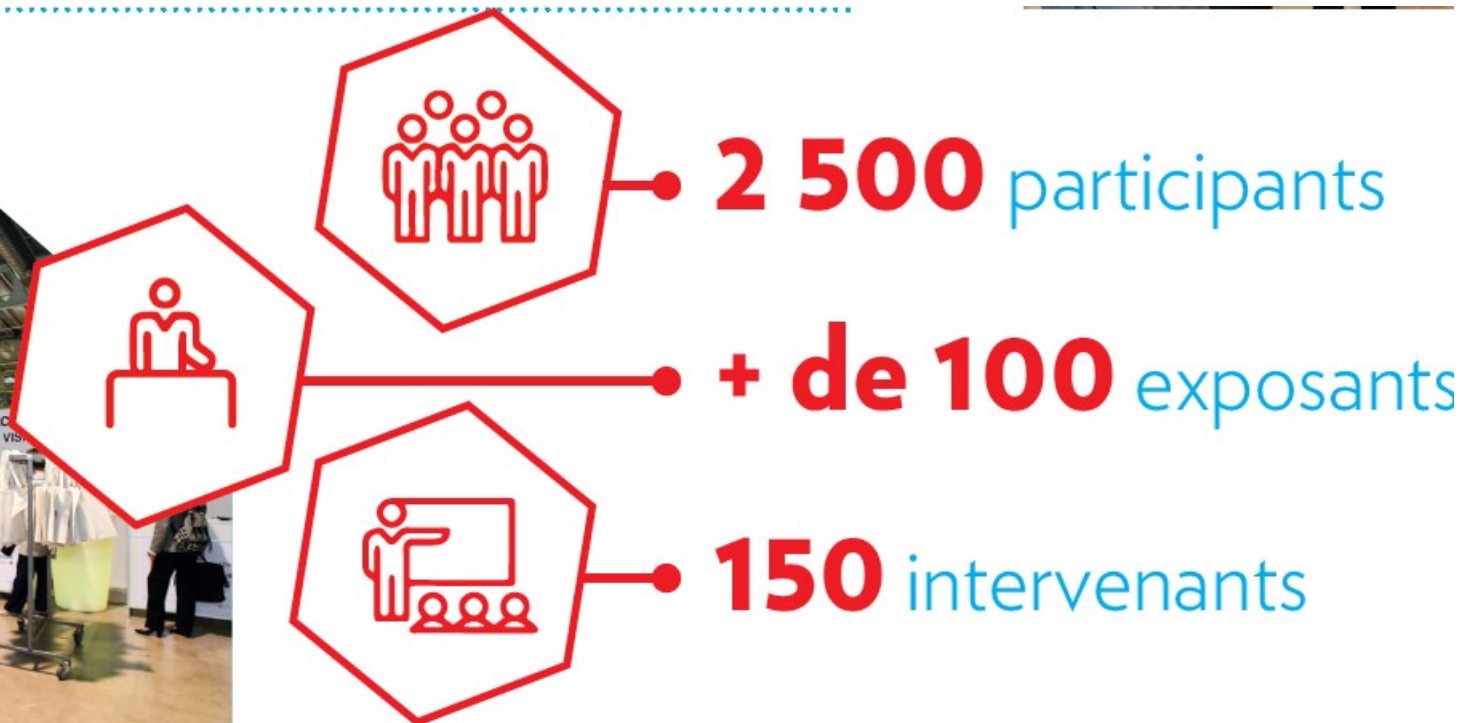 2 500 participants
+ de 100 exposants
150 intervenants